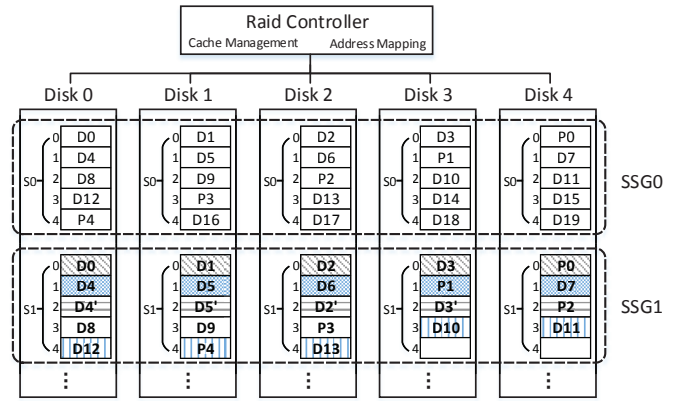 Raid Controller
Cache Management Address Mapping
Disk 0 Disk 1 Disk 2 Disk 3 Disk 4
0 D0 0 D1 0 D2 0 D3 0 P0
1 D4 1 D5 1 D6 1 P1 1 D7
S0 2 D8 S0 2 D9 S0 2 P2 S0 2 D10 S0 2 D11 SSG0
3 D12 3 P3 3 D13 3 D14 3 D15
4 P4 4 D16 4 D17 4 D18 4 D19
0 D0 0 D1 0 D2 0 D3 0 P0
1 D4 1 D5 1 D6 1 P1 1 D7
S1 2 D4' S1 2 D5' S1 2 D2' S1 2 D3' S1 2 P2 SSG1
3 D8 3 D9 3 P3 3 D10 3 D11
4 D12 4 P4 4 D13 4 4